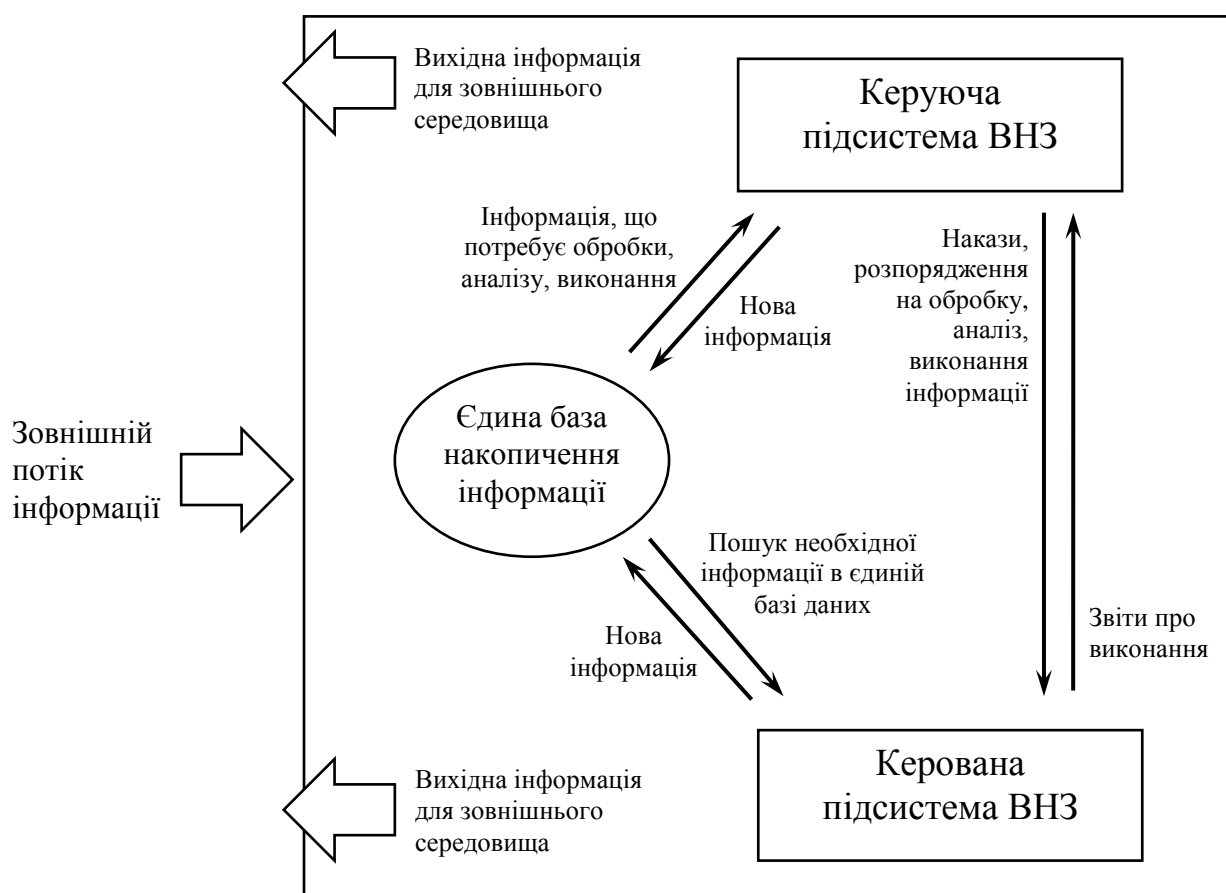 Вихідна інформація
для зовнішнього
середовища
Керуюча
підсистема ВНЗ
Інформація, що
потребує обробки,
аналізу, виконання
Нова
інформація
Накази,
розпорядження
на обробку,
аналіз,
виконання
інформації
Зовнішній
потік
інформації
Єдина база
накопичення
інформації
Пошук необхідної
інформації в єдиній
базі даних
Нова
інформація
Звіти про
виконання
Вихідна інформація
для зовнішнього
середовища
Керована
підсистема ВНЗ